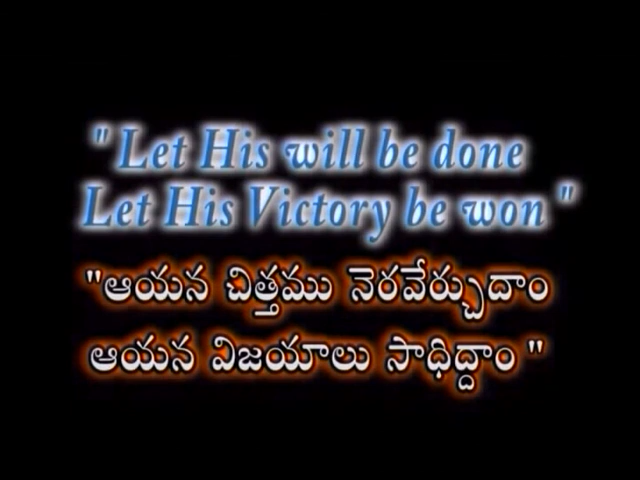 " Let His will be done
Let His Victory be won "
"ఆయన చిత్తము నెరవేర్చుదాం
ఆయన విజయాలు సాధిద్దాం "